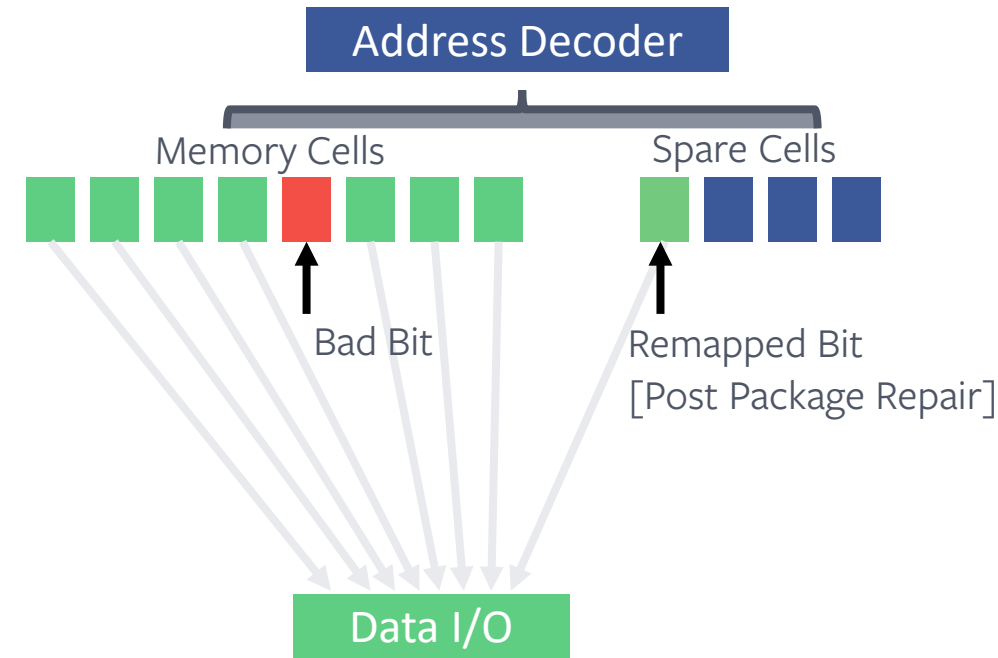 Address Decoder
Memory Cells
Spare Cells
Bad Bit
Remapped Bit
[Post Package Repair]
Data I/O